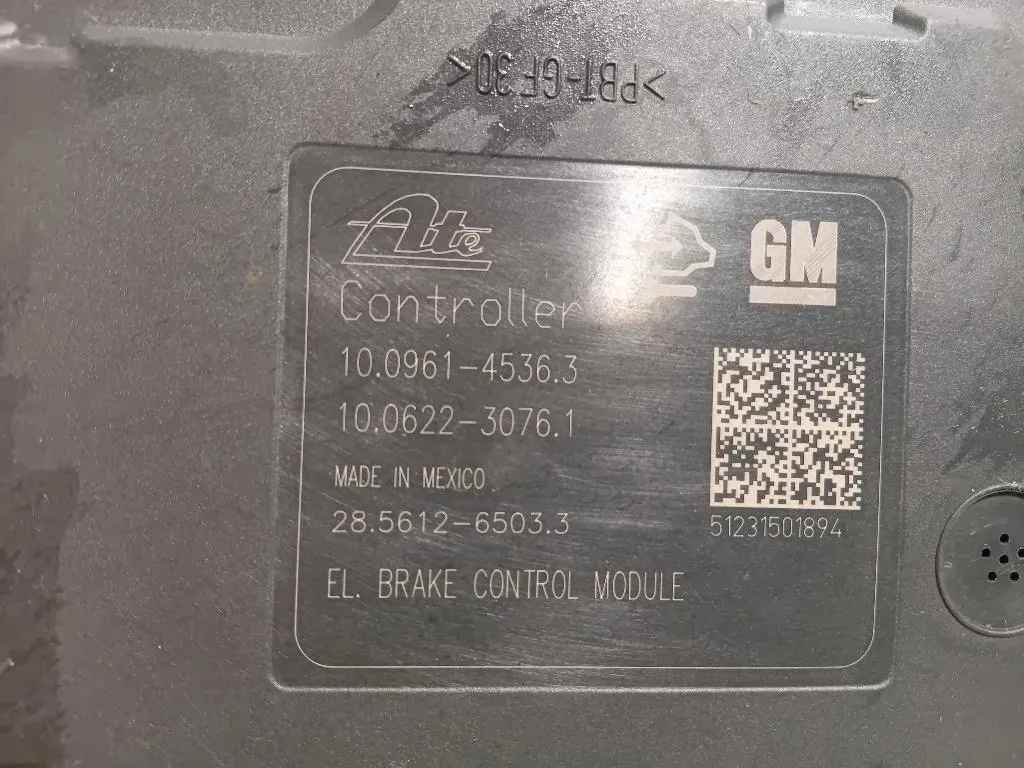 >PBT-GF30<
Ate
GM
Controller
10.0961-4536.3
10.0622-3076.1
MADE IN MEXICO
28.5612-6503.3
51231501894
EL. BRAKE CONTROL MODULE